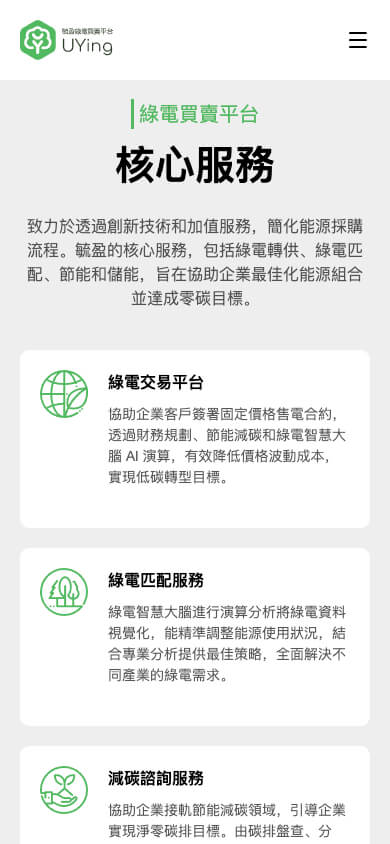 毓盈綠電買賣平台
UYing
綠電買賣平台
核心服務
致力於透過創新技術和加值服務，簡化能源採購
流程。毓盈的核心服務，包括綠電轉供、綠電匹
配、節能和儲能，旨在協助企業最佳化能源組合
並達成零碳目標。
綠電交易平台
協助企業客戶簽署固定價格售電合約，
透過財務規劃、節能減碳和綠電智慧大
腦 AI 演算，有效降低價格波動成本，
實現低碳轉型目標。
綠電匹配服務
綠電智慧大腦進行演算分析將綠電資料
視覺化，能精準調整能源使用狀況，結
合專業分析提供最佳策略，全面解決不
同產業的綠電需求。
減碳諮詢服務
協助企業接軌節能減碳領域，引導企業
實現淨零碳排目標。由碳排盤查、分